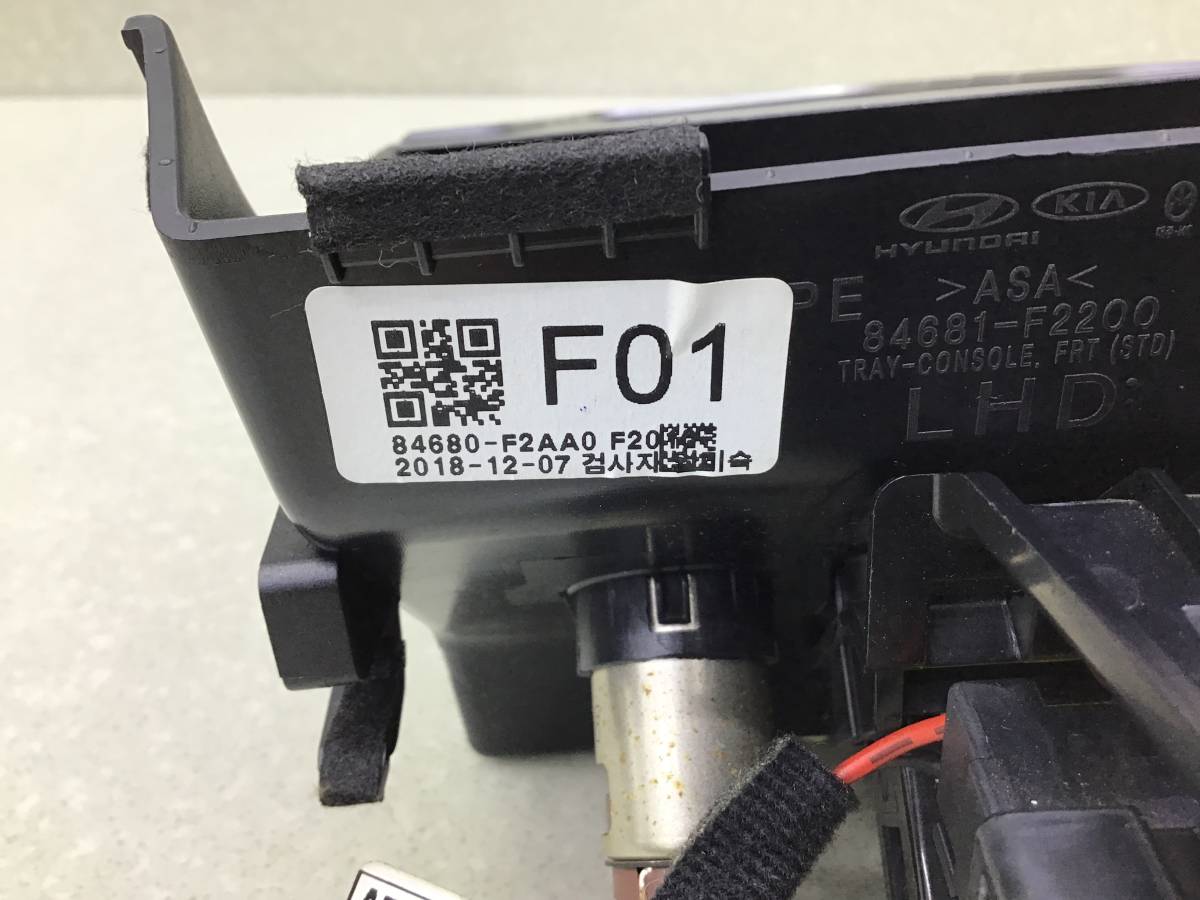 HYUNDAI
KIA
PE >ASA<
84681-F2200
TRAY-CONSOLE, FRT (STD)
LHD
F01
84680-F2AA0
2018-12-07 검사자